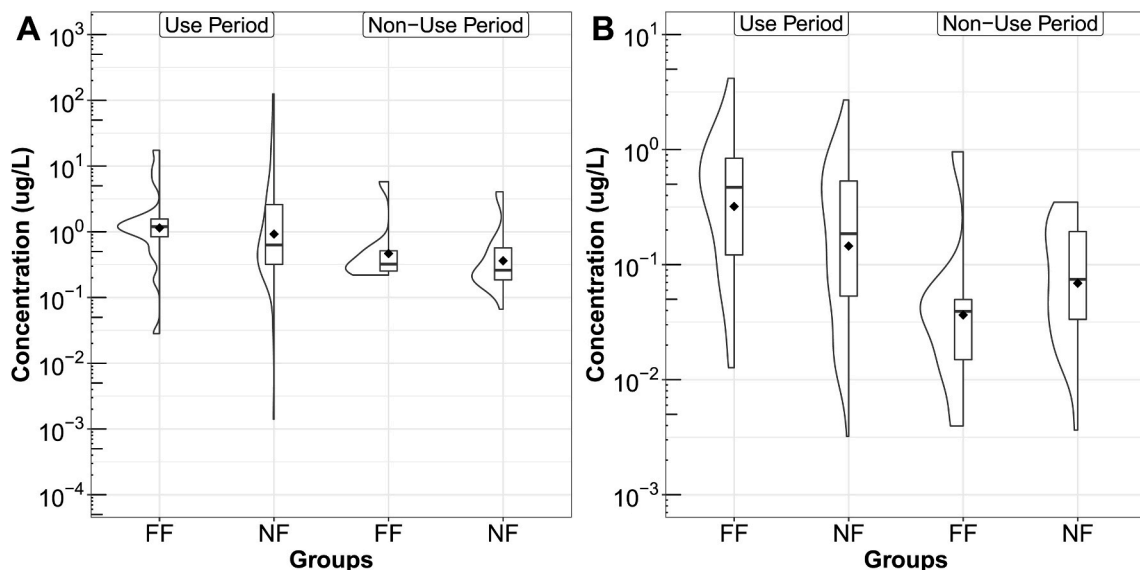 A
Use Period
Non-Use Period
Concentration (ug/L)
10³
10²
10¹
10⁰
10⁻¹
10⁻²
10⁻³
10⁻⁴
FF
NF
FF
NF
Groups
B
Use Period
Non-Use Period
Concentration (ug/L)
10¹
10⁰
10⁻¹
10⁻²
10⁻³
FF
NF
FF
NF
Groups